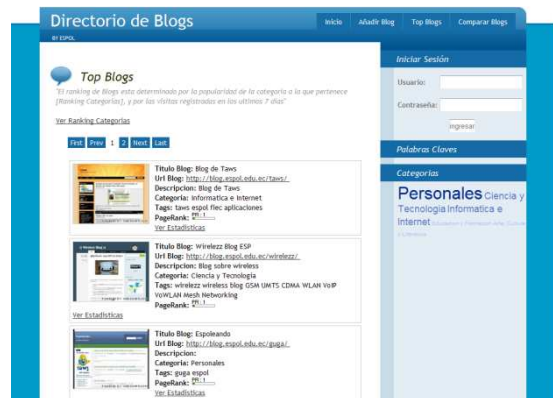 Directorio de Blogs
BY ESPOL
Inicio Añadir Blog Top Blogs Comparar Blogs
Top Blogs
"El ranking de Blogs esta determinado por la popularidad de la categoria a la que pertenece
[Ranking Categorias], y por las visitas registradas en los ultimos 7 dias"
Ver Ranking Categorias
First Prev 1 2 Next Last
Titulo Blog: Blog de Taws
Url Blog: http://blog.espol.edu.ec/taws/
Descripcion: Blog de Taws
Categoria: Informatica e Internet
Tags: taws espol fiec aplicaciones
PageRank: PR: 1
Ver Estadisticas
Titulo Blog: Wirelezz Blog ESP
Url Blog: http://blog.espol.edu.ec/wirelezz/
Descripcion: Blog sobre wireless
Categoria: Ciencia y Tecnologia
Tags: wirelezz wireless blog GSM UMTS CDMA WLAN VoIP
VoWLAN Mesh Networking
PageRank: PR: 1
Ver Estadisticas
Titulo Blog: Espoleando
Url Blog: http://blog.espol.edu.ec/guga/
Descripcion:
Categoria: Personales
Tags: guga espol
PageRank: PR: 1
Ver Estadisticas
Iniciar Sesión
Usuario:
Contraseña:
ingresar
Palabras Claves
Categorias
Personales Ciencia y
Tecnologia Informatica e
Internet